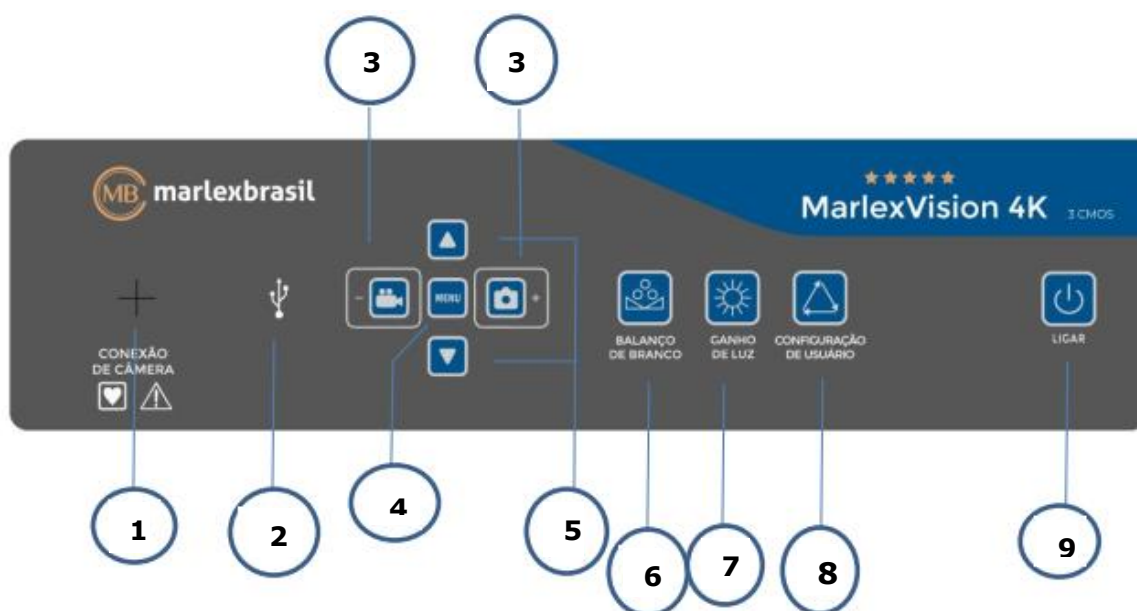 3
3
MB marlexbrasil
MarlexVision 4K 3 CMOS
- MENU +
CONEXÃO
DE CÂMERA
BALANÇO
DE BRANCO
GANHO
DE LUZ
CONFIGURAÇÃO
DE USUÁRIO
LIGAR
1
2
4
5
6
7
8
9